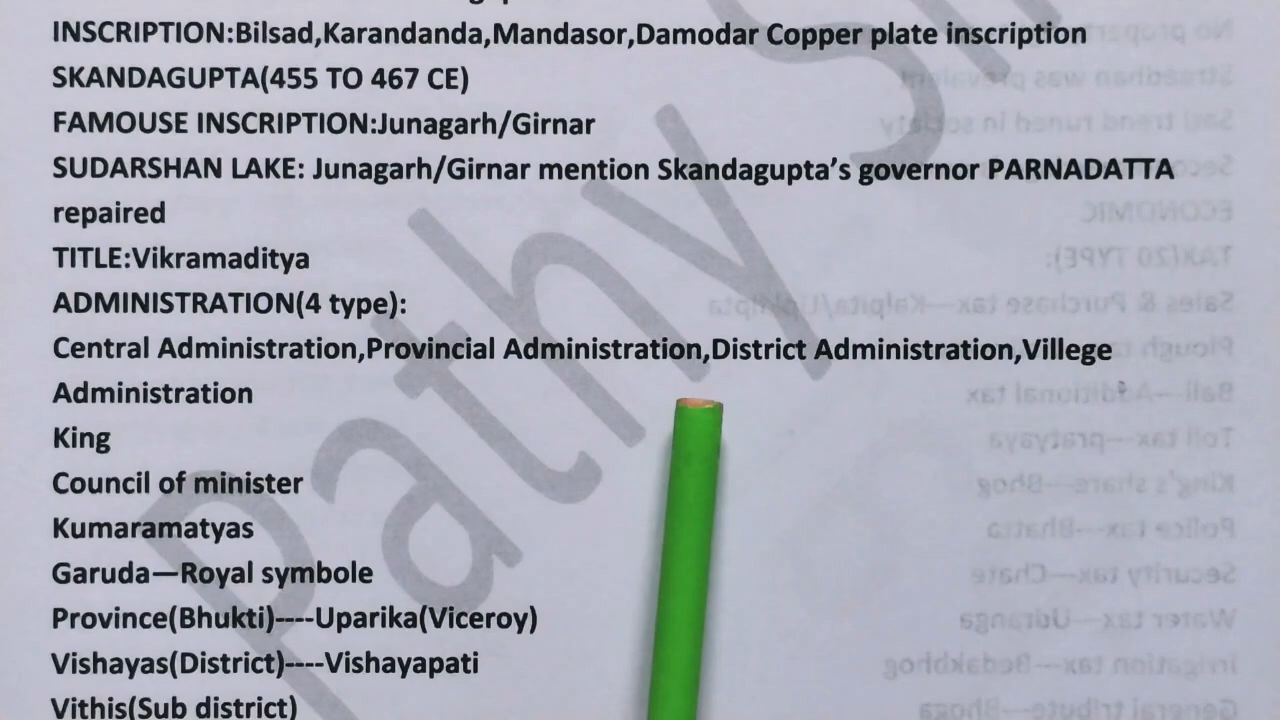 INSCRIPTION:Bilsad,Karandanda,Mandasor,Damodar Copper plate inscription
SKANDAGUPTA(455 TO 467 CE)
FAMOUSE INSCRIPTION:Junagarh/Girnar
SUDARSHAN LAKE: Junagarh/Girnar mention Skandagupta's governor PARNADATTA
repaired
TITLE:Vikramaditya
ADMINISTRATION(4 type):
Central Administration,Provincial Administration,District Administration,Villege
Administration
King
Council of minister
Kumaramatyas
Garuda—Royal symbole
Province(Bhukti)----Uparika(Viceroy)
Vishayas(District)----Vishayapati
Vithis(Sub district)
Pathy